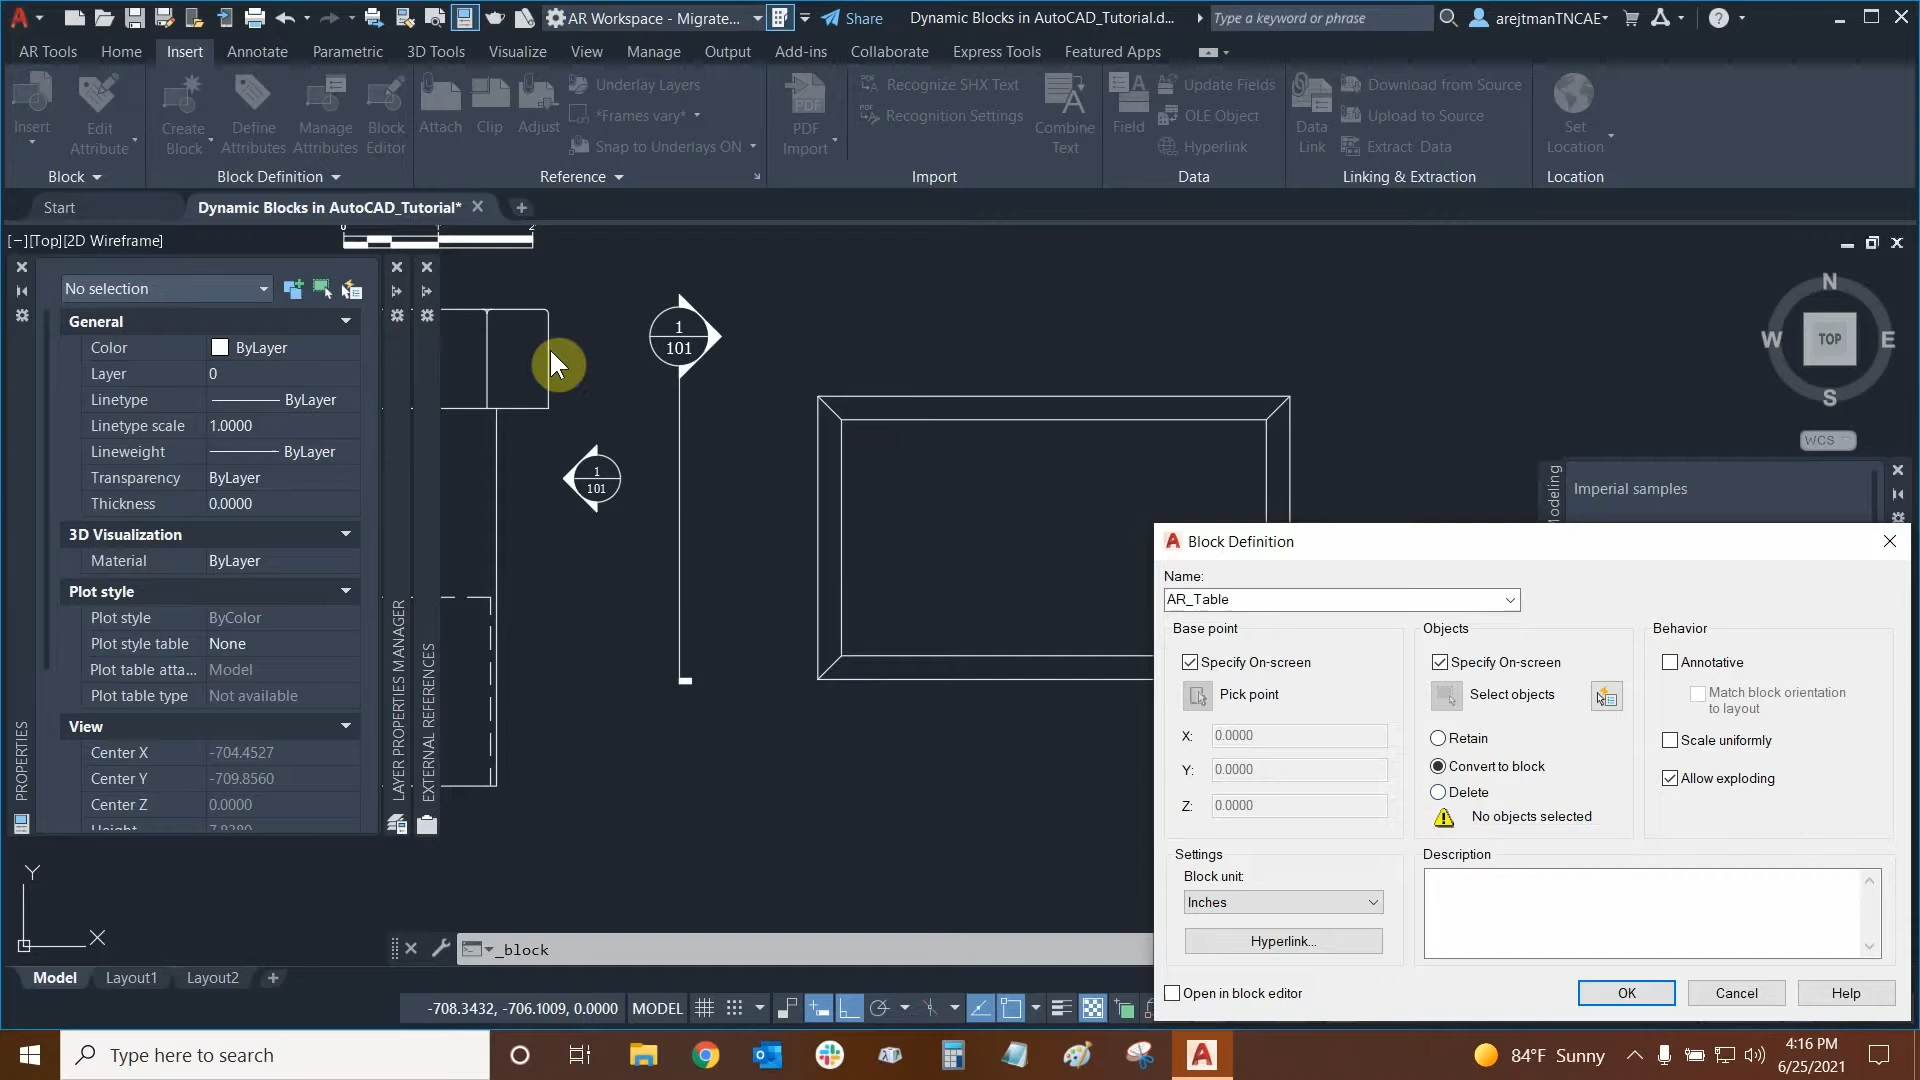 AR Workspace - Migrate... Share Dynamic Blocks in AutoCAD_Tutorial.d... Type a keyword or phrase arejtmanTNCAE
AR Tools Home Insert Annotate Parametric 3D Tools Visualize View Manage Output Add-ins Collaborate Express Tools Featured Apps
Insert
Edit Attribute
Create Block
Define Attributes
Manage Attributes
Block Editor
Attach
Clip
Adjust
Underlay Layers
*Frames vary*
Snap to Underlays ON
PDF Import
Recognize SHX Text
Recognition Settings
Combine Text
Field
Update Fields
OLE Object
Hyperlink
Data Link
Download from Source
Upload to Source
Extract Data
Set Location
Block Block Definition Reference Import Data Linking & Extraction Location
Start Dynamic Blocks in AutoCAD_Tutorial*
[−][Top][2D Wireframe]
No selection
General
Color ByLayer
Layer 0
Linetype ByLayer
Linetype scale 1.0000
Lineweight ByLayer
Transparency ByLayer
Thickness 0.0000
3D Visualization
Material ByLayer
Plot style
Plot style ByColor
Plot style table None
Plot table atta... Model
Plot table type Not available
View
Center X -704.4527
Center Y -709.8560
Center Z 0.0000
PROPERTIES
LAYER PROPERTIES MANAGER
EXTERNAL REFERENCES
1
101
1
101
N
W TOP E
S
WCS
Imperial samples
Block Definition
Name:
AR_Table
Base point
Specify On-screen
Pick point
X: 0.0000
Y: 0.0000
Z: 0.0000
Objects
Specify On-screen
Select objects
Retain
Convert to block
Delete
No objects selected
Behavior
Annotative
Match block orientation
to layout
Scale uniformly
Allow exploding
Settings
Block unit:
Inches
Hyperlink...
Description
Open in block editor
OK Cancel Help
Y
X
_block
Model Layout1 Layout2
-708.3432, -706.1009, 0.0000 MODEL
Type here to search
84°F Sunny
4:16 PM
6/25/2021